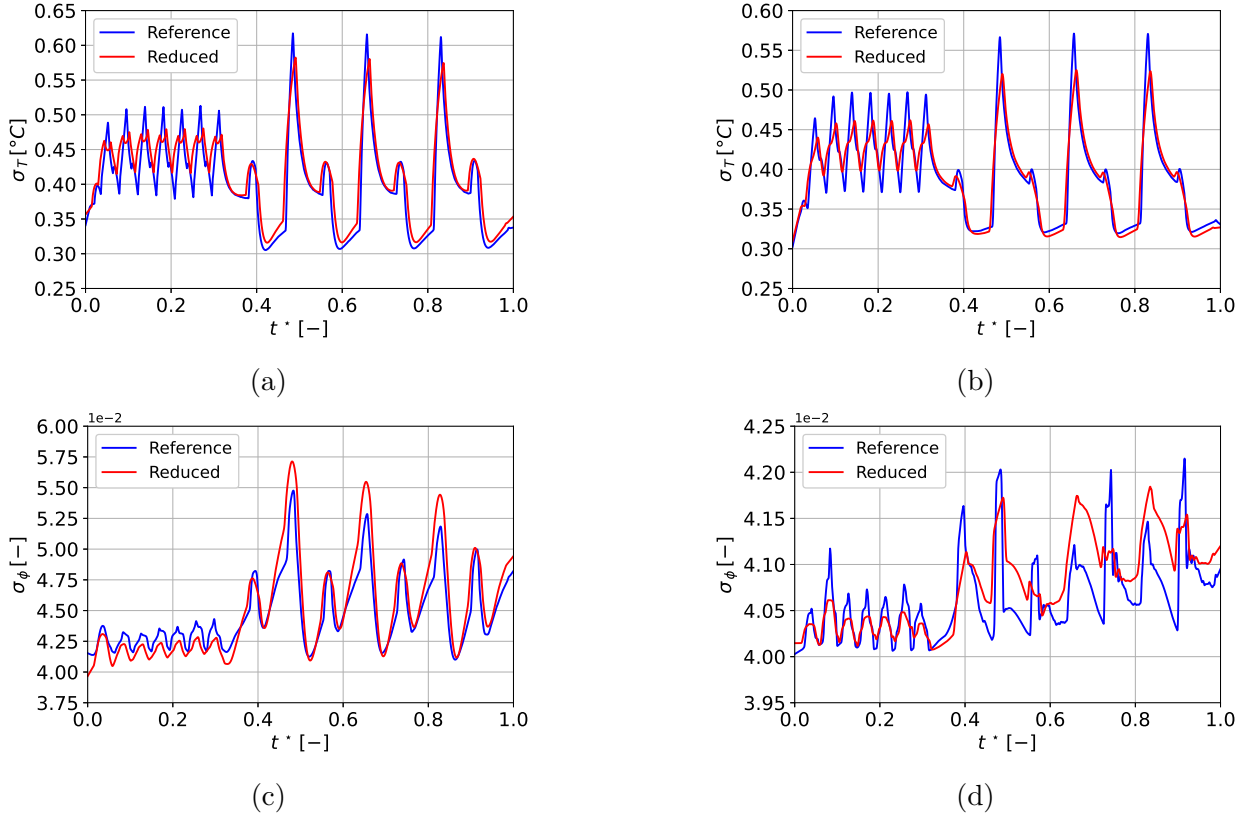 Reference
Reduced
0.65
0.60
0.55
0.50
0.45
0.40
0.35
0.30
0.25
σ_T [°C]
0.0 0.2 0.4 0.6 0.8 1.0
t* [−]
(a)
Reference
Reduced
0.60
0.55
0.50
0.45
0.40
0.35
0.30
0.25
σ_T [°C]
0.0 0.2 0.4 0.6 0.8 1.0
t* [−]
(b)
1e−2
Reference
Reduced
6.00
5.75
5.50
5.25
5.00
4.75
4.50
4.25
4.00
3.75
σ_ϕ [−]
0.0 0.2 0.4 0.6 0.8 1.0
t* [−]
(c)
1e−2
Reference
Reduced
4.25
4.20
4.15
4.10
4.05
4.00
3.95
σ_ϕ [−]
0.0 0.2 0.4 0.6 0.8 1.0
t* [−]
(d)